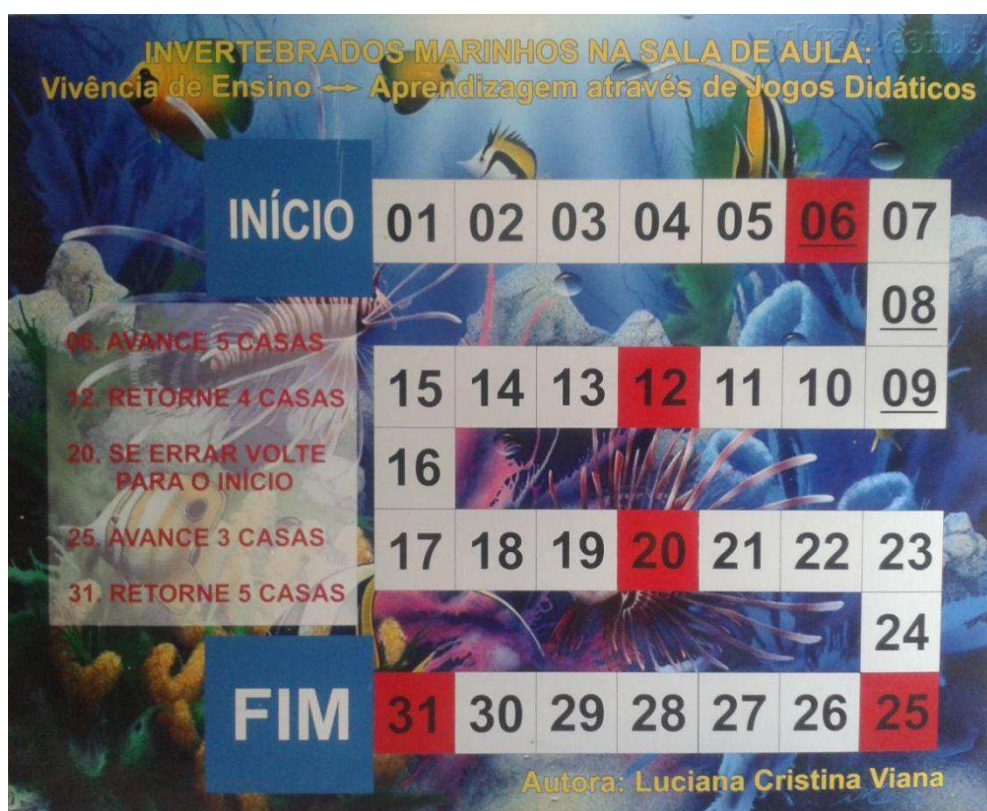 INVERTEBRADOS MARINHOS NA SALA DE AULA:
Vivência de Ensino ↔ Aprendizagem através de Jogos Didáticos
INÍCIO 01 02 03 04 05 06 07
08
06. AVANCE 5 CASAS
12. RETORNE 4 CASAS
20. SE ERRAR VOLTE
PARA O INÍCIO
25. AVANCE 3 CASAS
31. RETORNE 5 CASAS
15 14 13 12 11 10 09
16
17 18 19 20 21 22 23
24
FIM 31 30 29 28 27 26 25
Autora: Luciana Cristina Viana